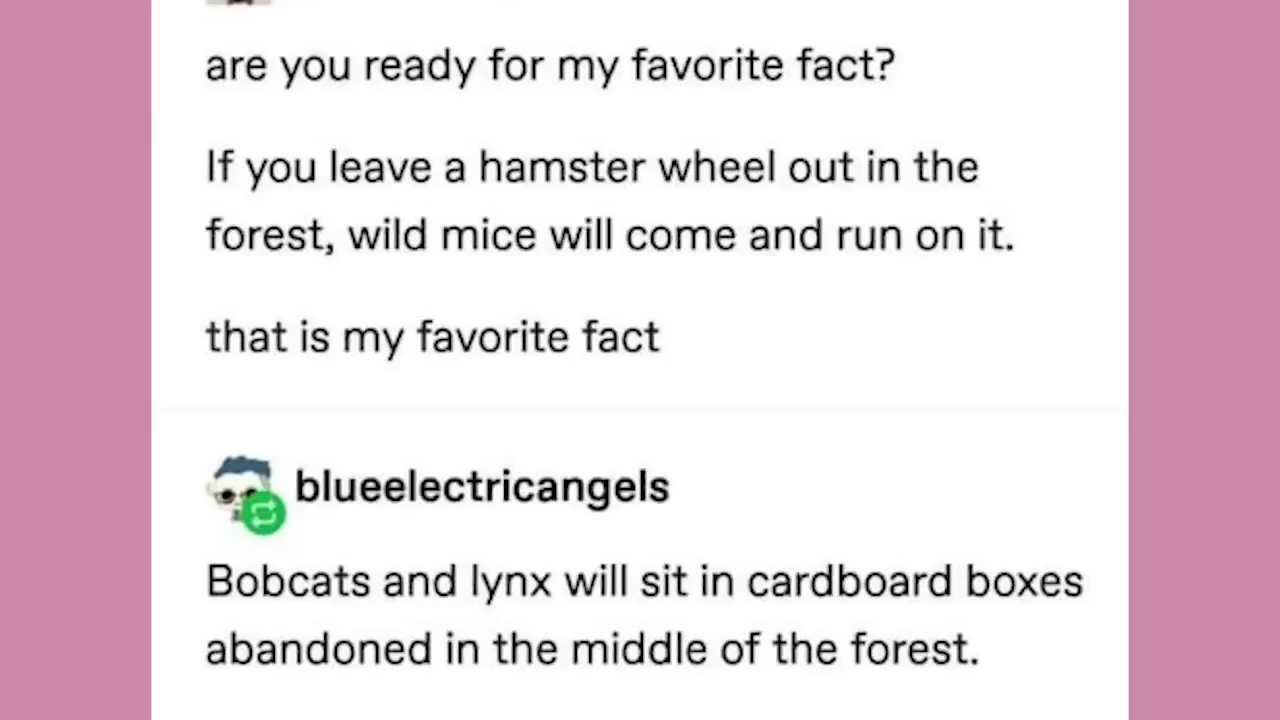 are you ready for my favorite fact?
If you leave a hamster wheel out in the
forest, wild mice will come and run on it.
that is my favorite fact
blueelectricangels
Bobcats and lynx will sit in cardboard boxes
abandoned in the middle of the forest.